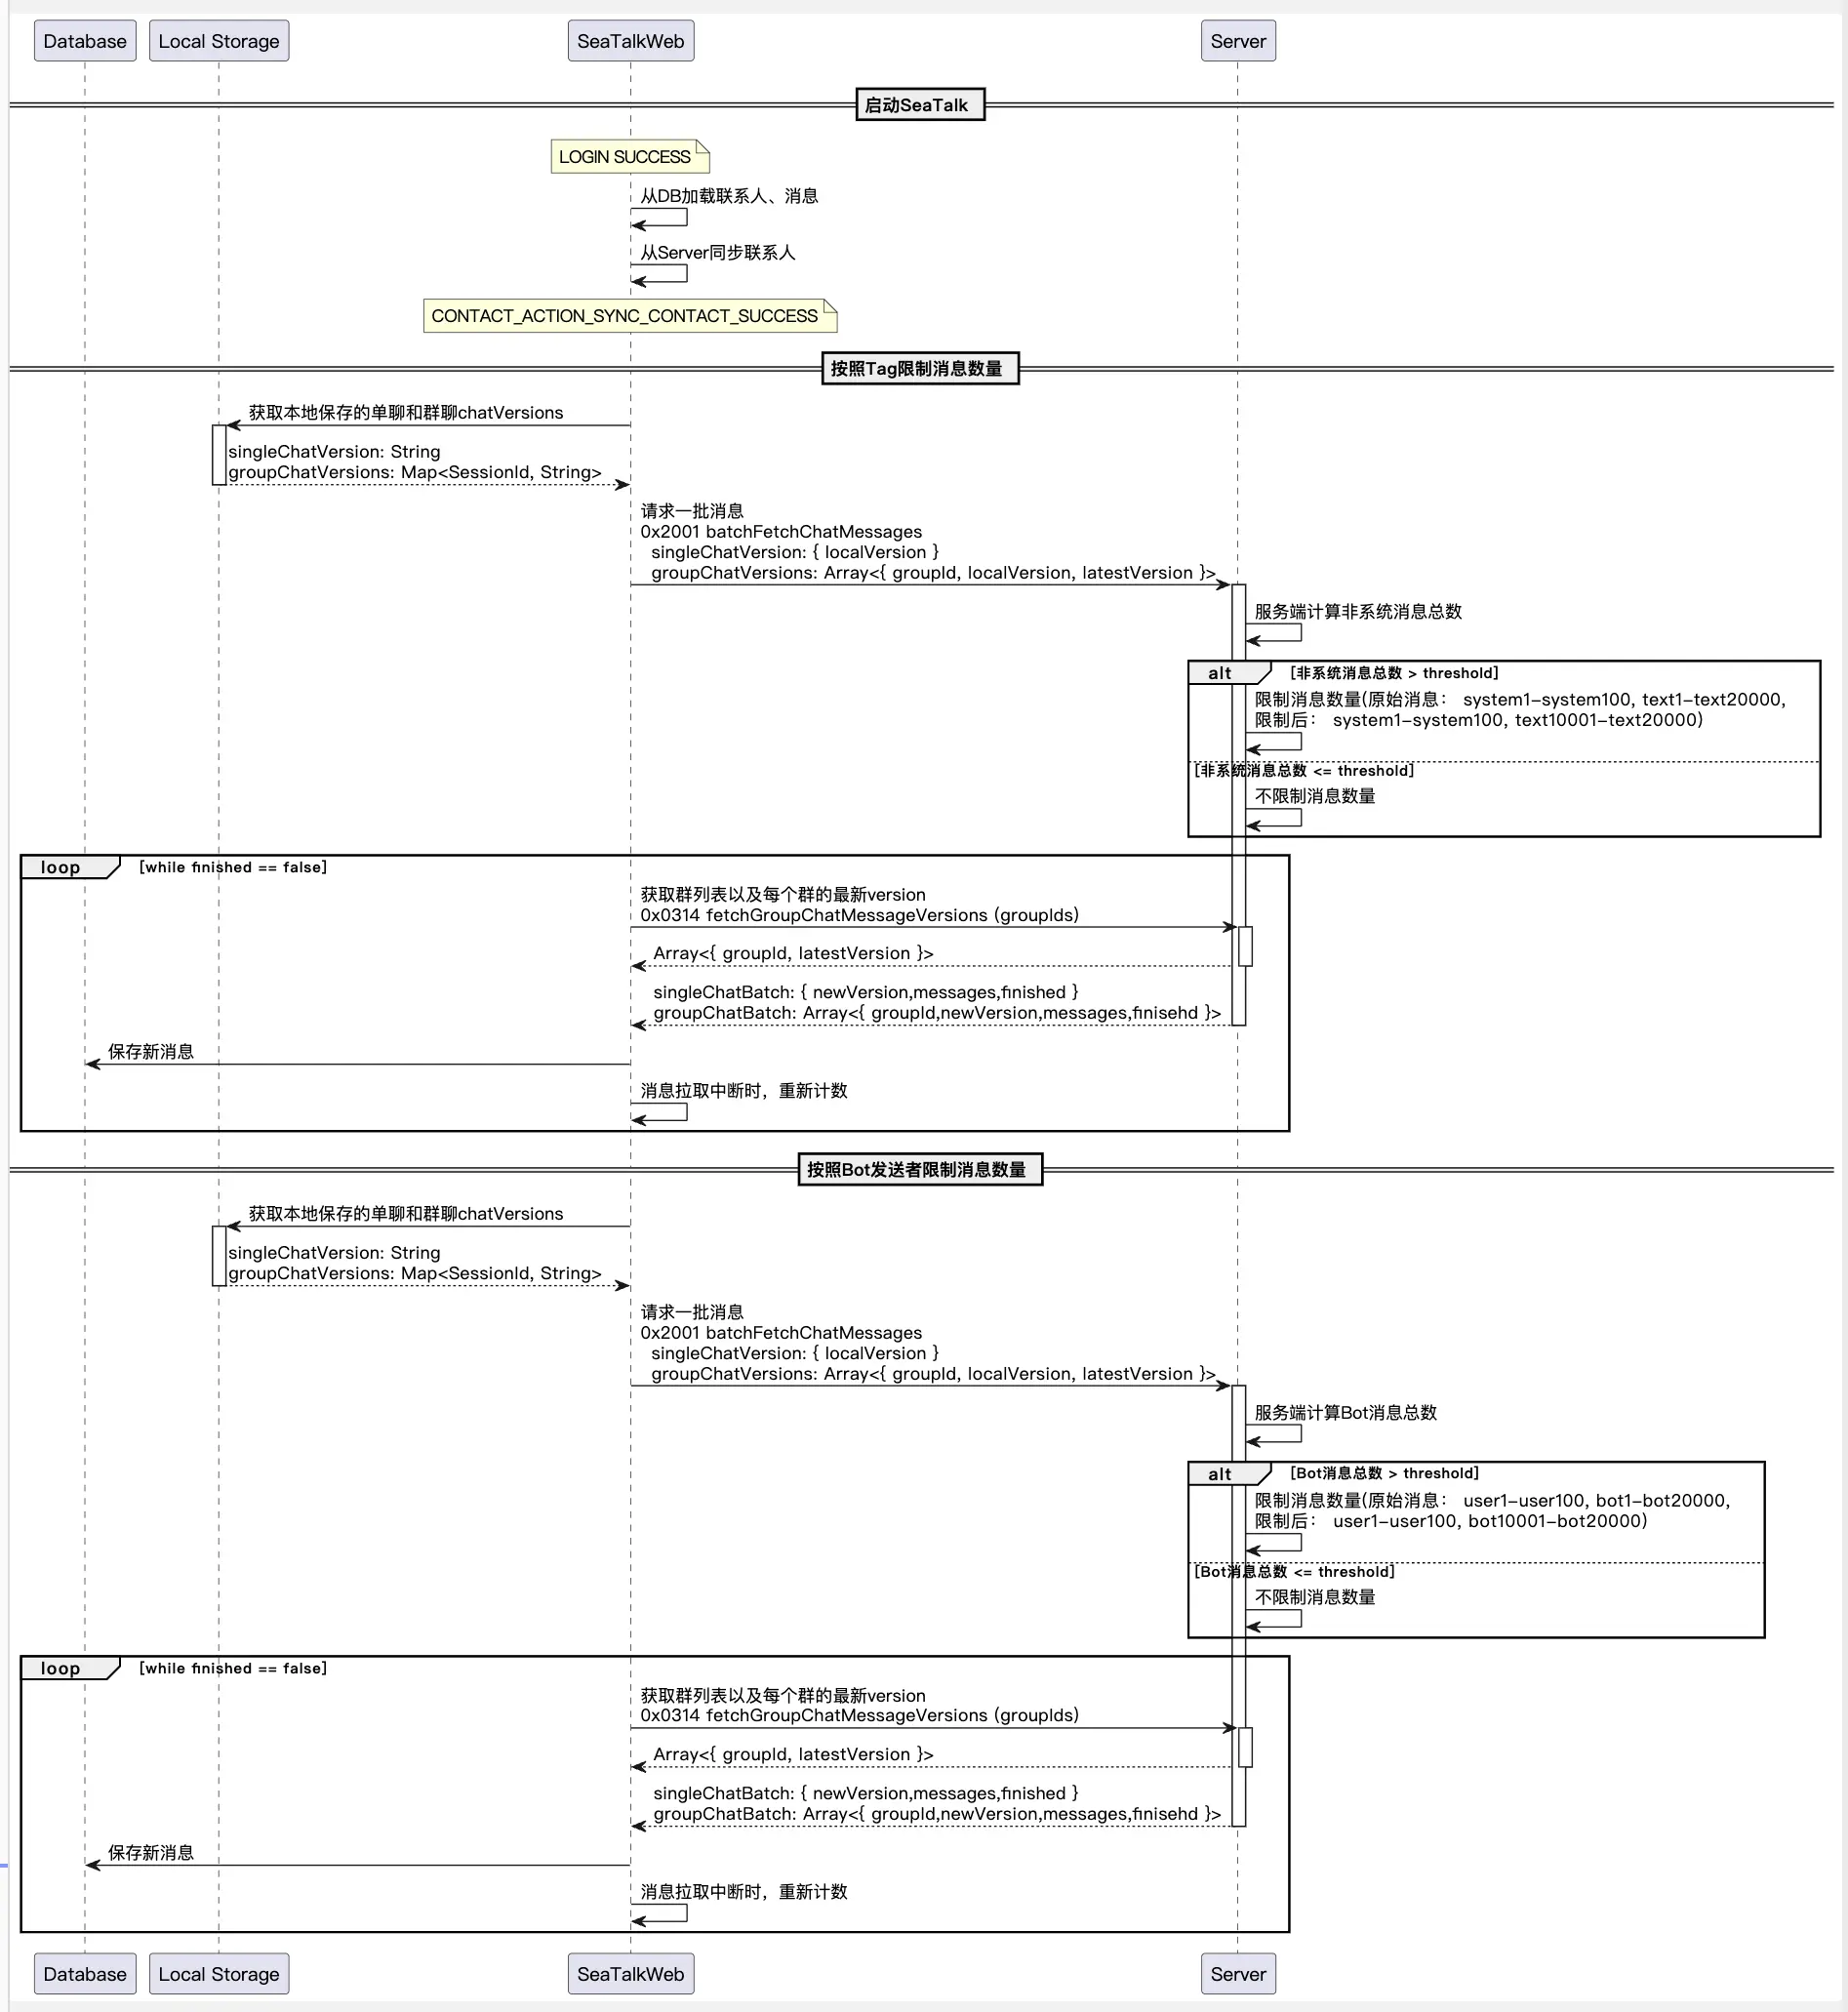 Database
Local Storage
SeaTalkWeb
Server
启动SeaTalk
LOGIN SUCCESS
从DB加载联系人、消息
从Server同步联系人
CONTACT_ACTION_SYNC_CONTACT_SUCCESS
按照Tag限制消息数量
获取本地保存的单聊和群聊chatVersions
singleChatVersion: String
groupChatVersions: Map<SessionId, String>
请求一批消息
0x2001 batchFetchChatMessages
singleChatVersion: { localVersion }
groupChatVersions: Array<{ groupId, localVersion, latestVersion }>
服务端计算非系统消息总数
alt [非系统消息总数 > threshold]
限制消息数量(原始消息： system1-system100, text1-text20000,
限制后： system1-system100, text10001-text20000)
[非系统消息总数 <= threshold]
不限制消息数量
loop [while finished == false]
获取群列表以及每个群的最新version
0x0314 fetchGroupChatMessageVersions (groupIds)
Array<{ groupId, latestVersion }>
singleChatBatch: { newVersion,messages,finished }
groupChatBatch: Array<{ groupId,newVersion,messages,finisehd }>
保存新消息
消息拉取中断时，重新计数
按照Bot发送者限制消息数量
获取本地保存的单聊和群聊chatVersions
singleChatVersion: String
groupChatVersions: Map<SessionId, String>
请求一批消息
0x2001 batchFetchChatMessages
singleChatVersion: { localVersion }
groupChatVersions: Array<{ groupId, localVersion, latestVersion }>
服务端计算Bot消息总数
alt [Bot消息总数 > threshold]
限制消息数量(原始消息： user1-user100, bot1-bot20000,
限制后： user1-user100, bot10001-bot20000)
[Bot消息总数 <= threshold]
不限制消息数量
loop [while finished == false]
获取群列表以及每个群的最新version
0x0314 fetchGroupChatMessageVersions (groupIds)
Array<{ groupId, latestVersion }>
singleChatBatch: { newVersion,messages,finished }
groupChatBatch: Array<{ groupId,newVersion,messages,finisehd }>
保存新消息
消息拉取中断时，重新计数
Database
Local Storage
SeaTalkWeb
Server